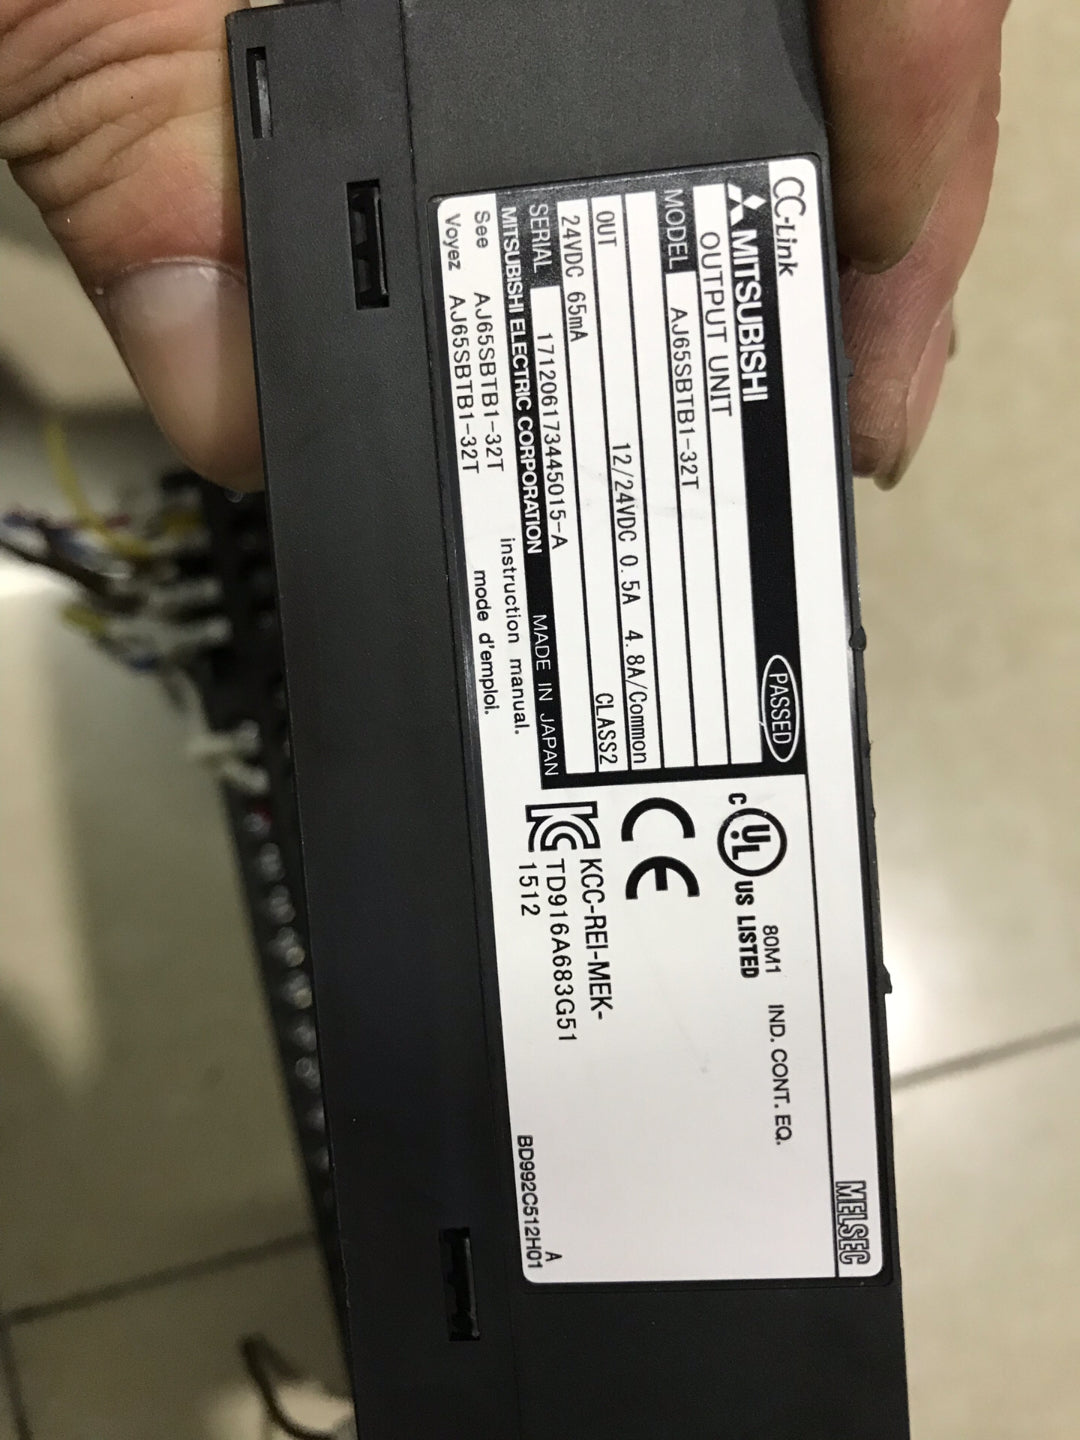 CC-Link
MELSEC
MITSUBISHI
PASSED
OUTPUT UNIT
MODEL AJ65SBTB1-32T
12/24VDC 0.5A 4.8A/Common
OUT CLASS2
24VDC 65mA
SERIAL 171206173445015-A
MITSUBISHI ELECTRIC CORPORATION MADE IN JAPAN
See AJ65SBTB1-32T instruction manual.
Voyez AJ65SBTB1-32T mode d'emploi.
C UL US LISTED
80M1 IND. CONT. EQ.
CE
KCC-REI-MEK-
TD916A683G51
1512
A
BD992C512H01